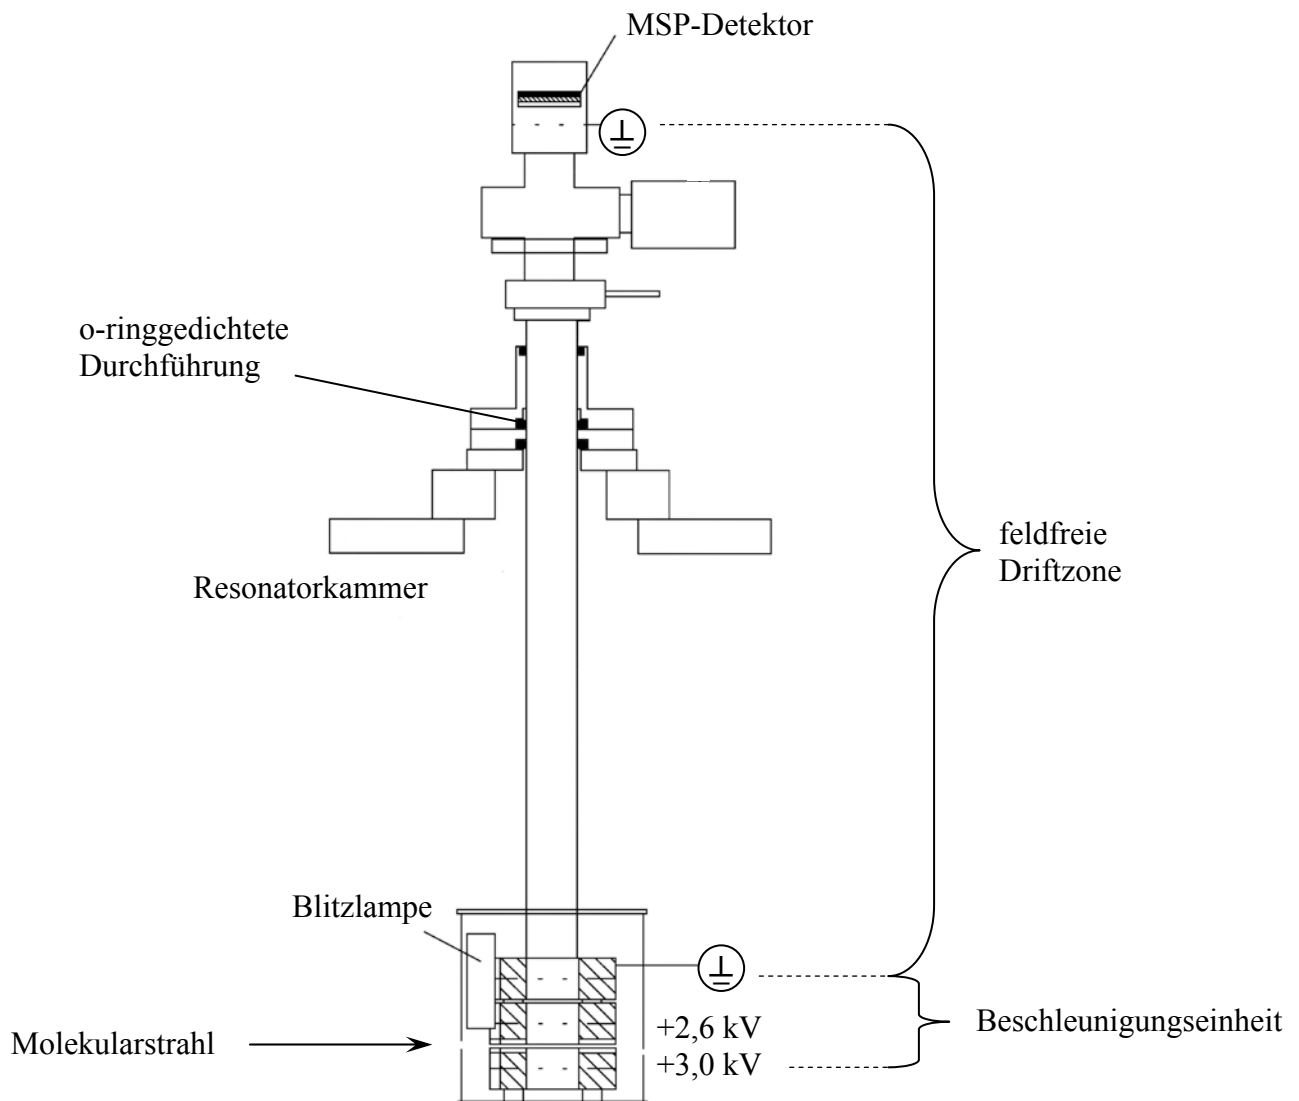 MSP-Detektor
o-ringgedichtete
Durchführung
feldfreie
Driftzone
Resonatorkammer
Blitzlampe
+2,6 kV
Beschleunigungseinheit
Molekularstrahl
+3,0 kV